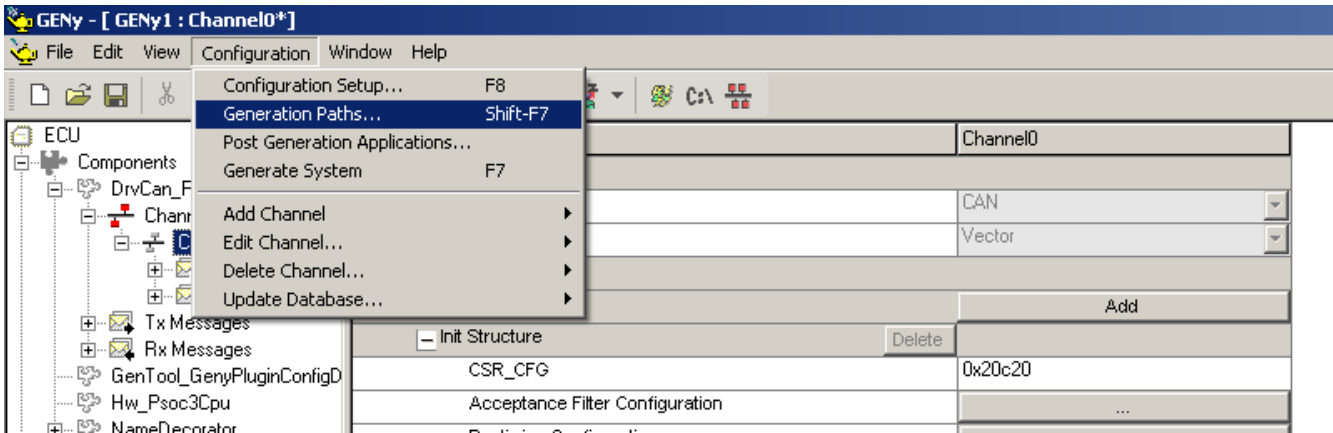 GENy - [ GENy1 : Channel0*]
File Edit View Configuration Window Help
Configuration Setup... F8
Generation Paths... Shift-F7
Post Generation Applications...
Generate System F7
Add Channel
Edit Channel...
Delete Channel...
Update Database...
C:\
ECU
Components
DrvCan_F
Chann
C
Tx Messages
Rx Messages
GenTool_GenyPluginConfigD
Hw_Psoc3Cpu
NameDecorator
Channel0
CAN
Vector
Add
Init Structure Delete
CSR_CFG 0x20c20
Acceptance Filter Configuration ...